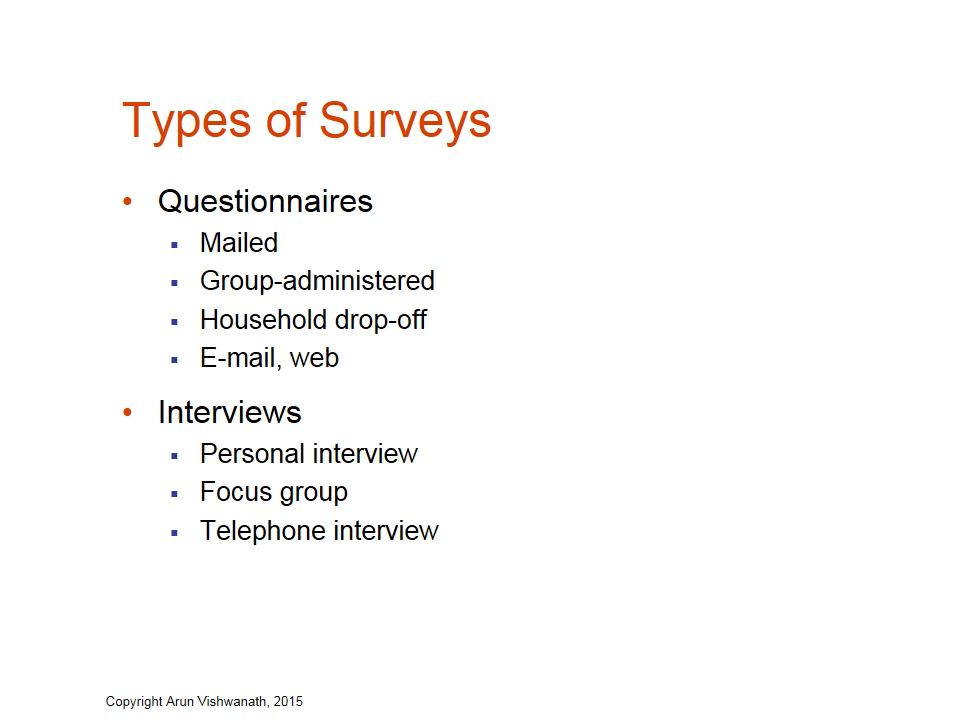 Types of Surveys
• Questionnaires
▪ Mailed
▪ Group-administered
▪ Household drop-off
▪ E-mail, web
• Interviews
▪ Personal interview
▪ Focus group
▪ Telephone interview
Copyright Arun Vishwanath, 2015